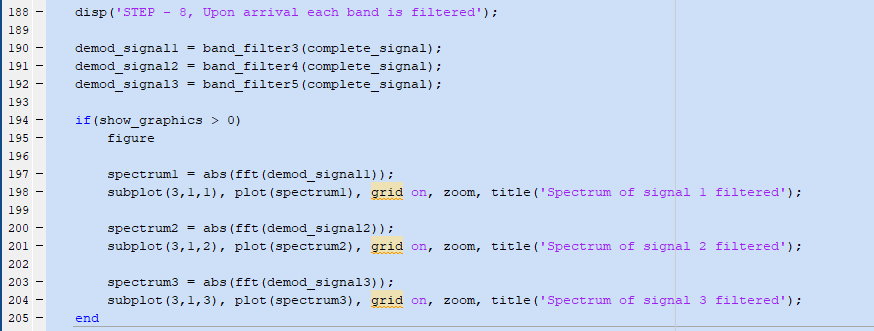 188 – disp('STEP - 8, Upon arrival each band is filtered');
189
190 – demod_signal1 = band_filter3(complete_signal);
191 – demod_signal2 = band_filter4(complete_signal);
192 – demod_signal3 = band_filter5(complete_signal);
193
194 – if(show_graphics > 0)
195 – figure
196
197 – spectrum1 = abs(fft(demod_signal1));
198 – subplot(3,1,1), plot(spectrum1), grid on, zoom, title('Spectrum of signal 1 filtered');
199
200 – spectrum2 = abs(fft(demod_signal2));
201 – subplot(3,1,2), plot(spectrum2), grid on, zoom, title('Spectrum of signal 2 filtered');
202
203 – spectrum3 = abs(fft(demod_signal3));
204 – subplot(3,1,3), plot(spectrum3), grid on, zoom, title('Spectrum of signal 3 filtered');
205 – end